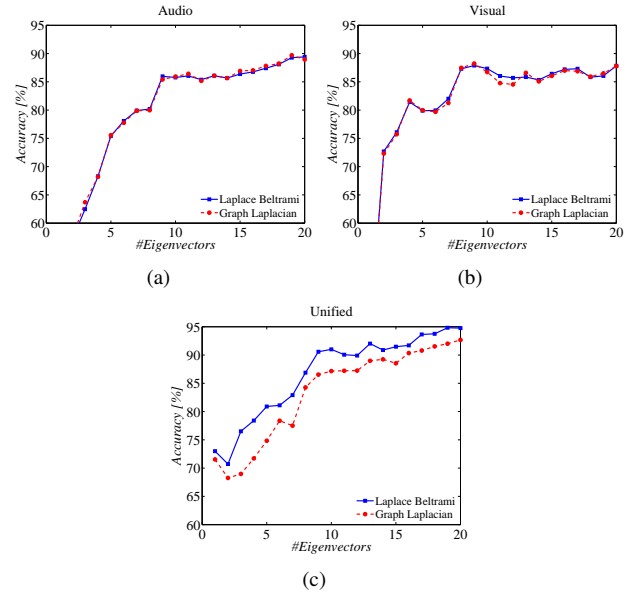 Audio
95
90
85
80
75
70
65
60
0 5 10 15 20
Accuracy [%]
#Eigenvectors
Laplace Beltrami
Graph Laplacian
(a)
Visual
95
90
85
80
75
70
65
60
0 5 10 15 20
Accuracy [%]
#Eigenvectors
Laplace Beltrami
Graph Laplacian
(b)
Unified
95
90
85
80
75
70
65
60
0 5 10 15 20
Accuracy [%]
#Eigenvectors
Laplace Beltrami
Graph Laplacian
(c)